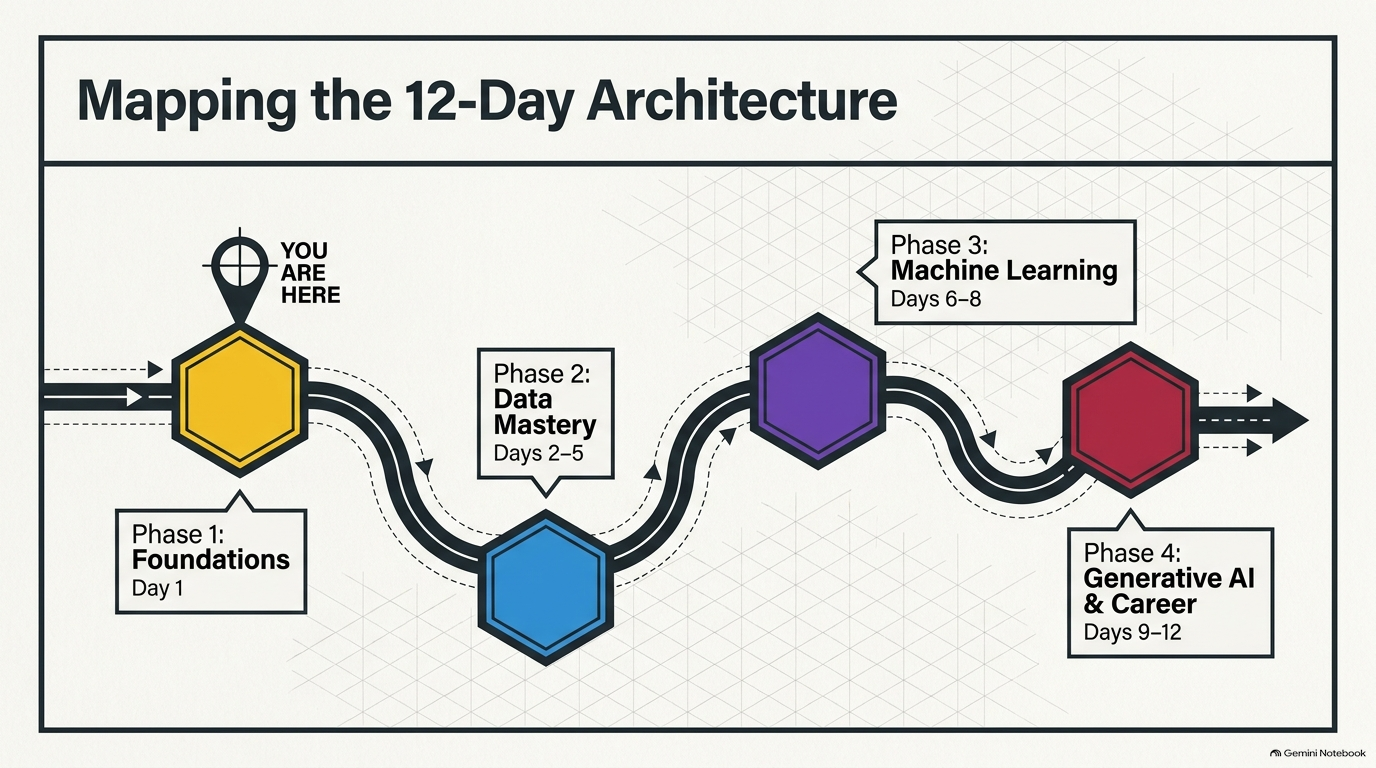 Mapping the 12-Day Architecture
YOU
ARE
HERE
Phase 1:
Foundations
Day 1
Phase 2:
Data
Mastery
Days 2–5
Phase 3:
Machine Learning
Days 6–8
Phase 4:
Generative AI
& Career
Days 9–12
Gemini Notebook